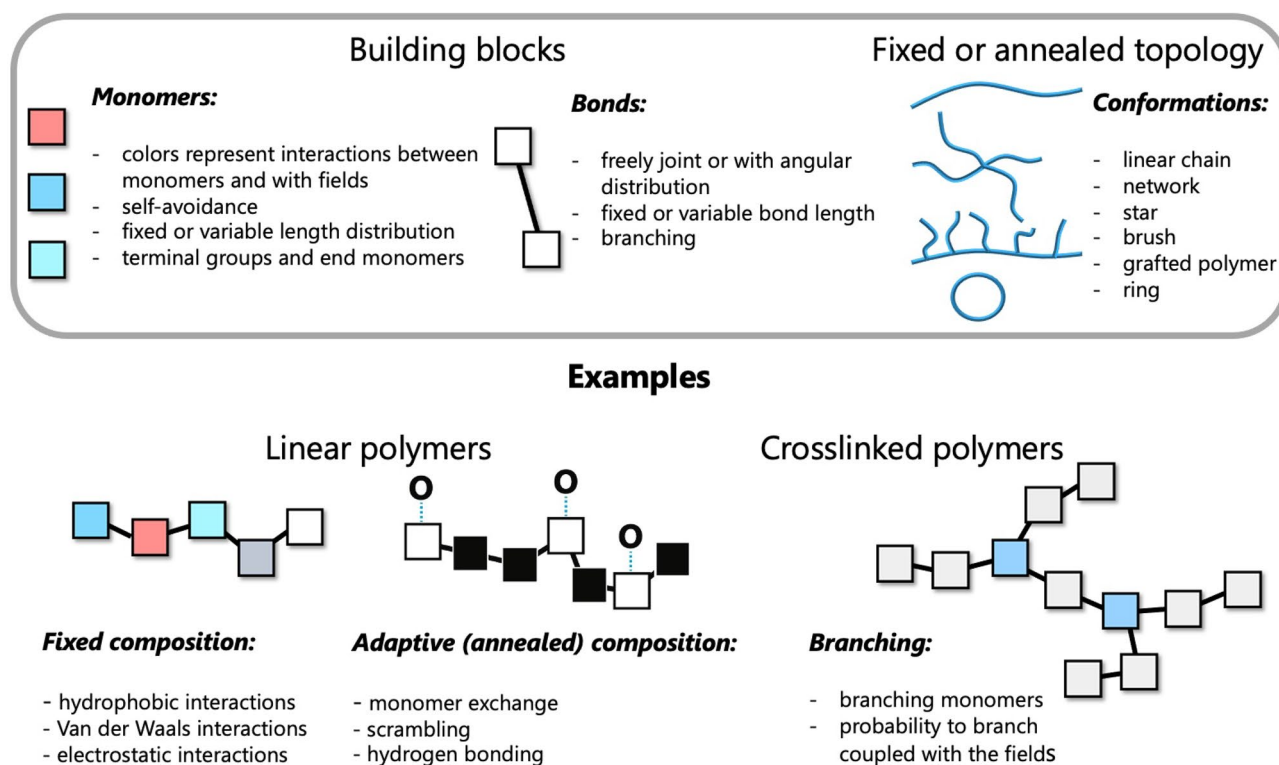 Building blocks
Fixed or annealed topology
Monomers:
- colors represent interactions between
monomers and with fields
- self-avoidance
- fixed or variable length distribution
- terminal groups and end monomers
Bonds:
- freely joint or with angular
distribution
- fixed or variable bond length
- branching
Conformations:
- linear chain
- network
- star
- brush
- grafted polymer
- ring
Examples
Linear polymers
Crosslinked polymers
O
O
O
Fixed composition:
- hydrophobic interactions
- Van der Waals interactions
- electrostatic interactions
Adaptive (annealed) composition:
- monomer exchange
- scrambling
- hydrogen bonding
Branching:
- branching monomers
- probability to branch
coupled with the fields